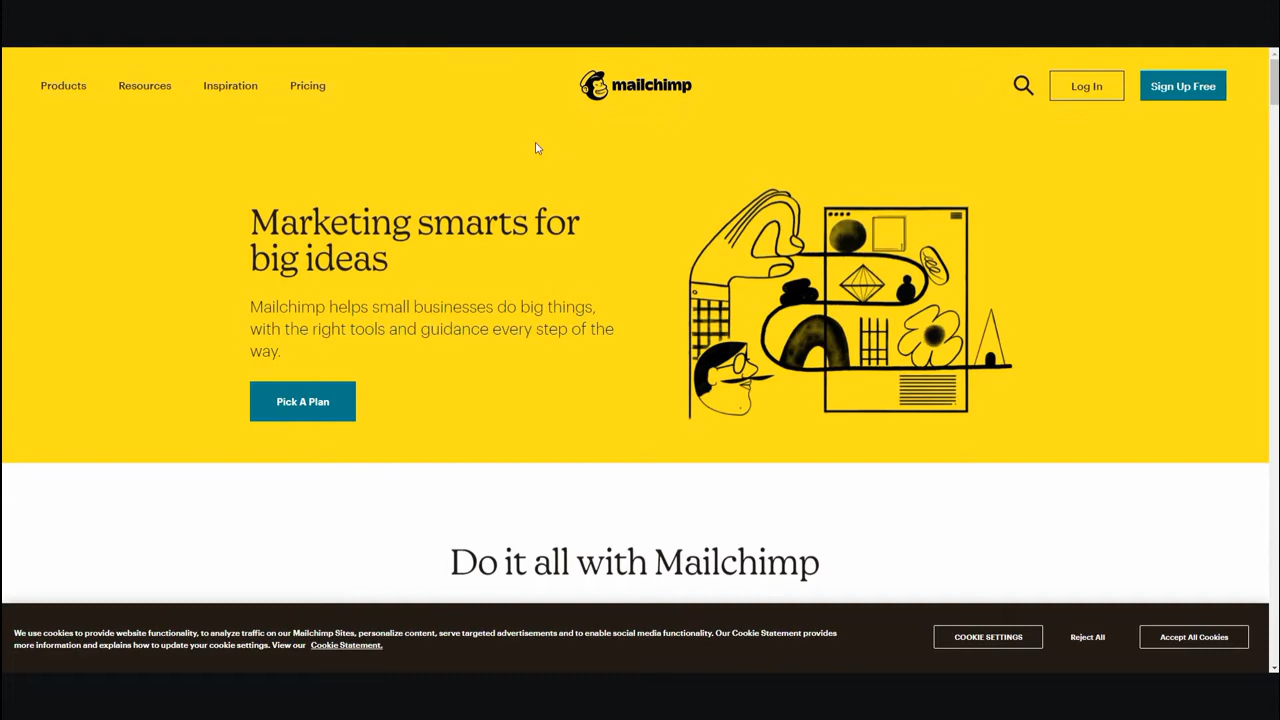 Products Resources Inspiration Pricing
mailchimp
Log In
Sign Up Free
Marketing smarts for
big ideas
Mailchimp helps small businesses do big things,
with the right tools and guidance every step of the
way.
Pick A Plan
Do it all with Mailchimp
We use cookies to provide website functionality, to analyze traffic on our Mailchimp Sites, personalize content, serve targeted advertisements and to enable social media functionality. Our Cookie Statement provides
more information and explains how to update your cookie settings. View our Cookie Statement.
COOKIE SETTINGS
Reject All
Accept All Cookies